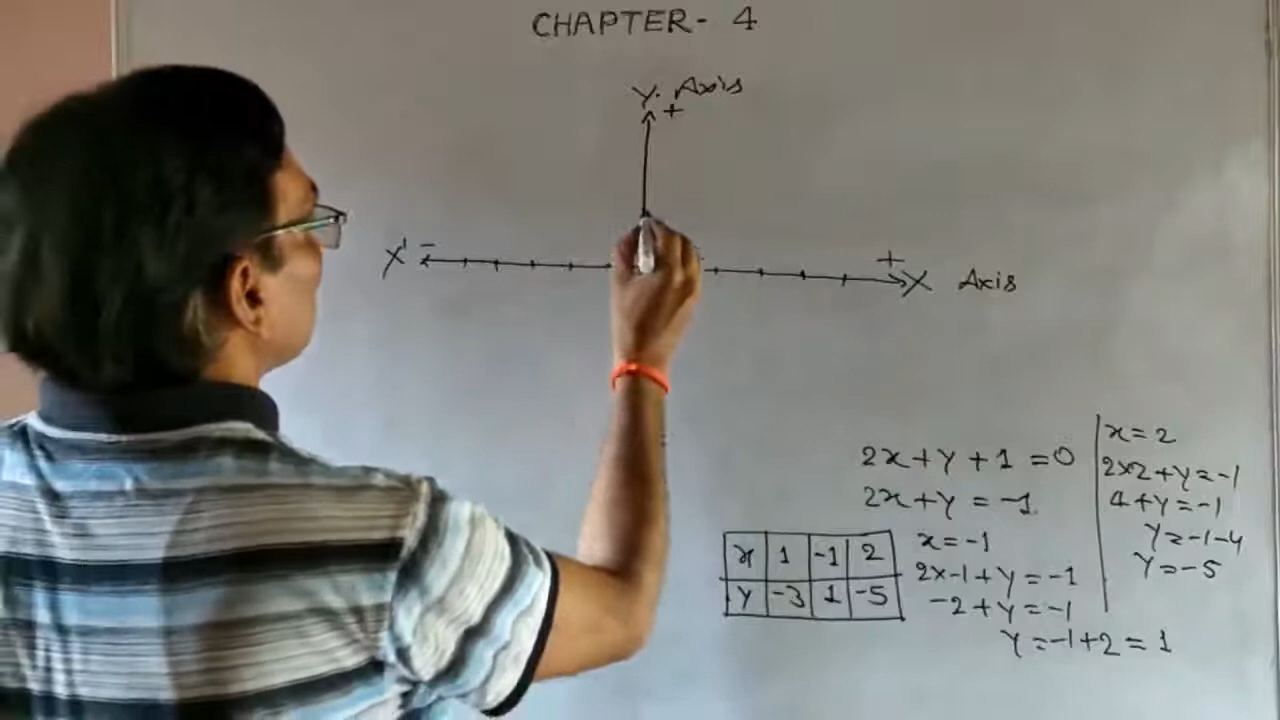 CHAPTER- 4
Y. Axis
+
X' -
+
X Axis
2x+y+1=0
2x+y=-1
x=-1
2x-1+y=-1
-2+y=-1
y=-1+2=1
x 1 -1 2
y -3 1 -5
x=2
2x2+y=-1
4+y=-1
y=-1-4
y=-5